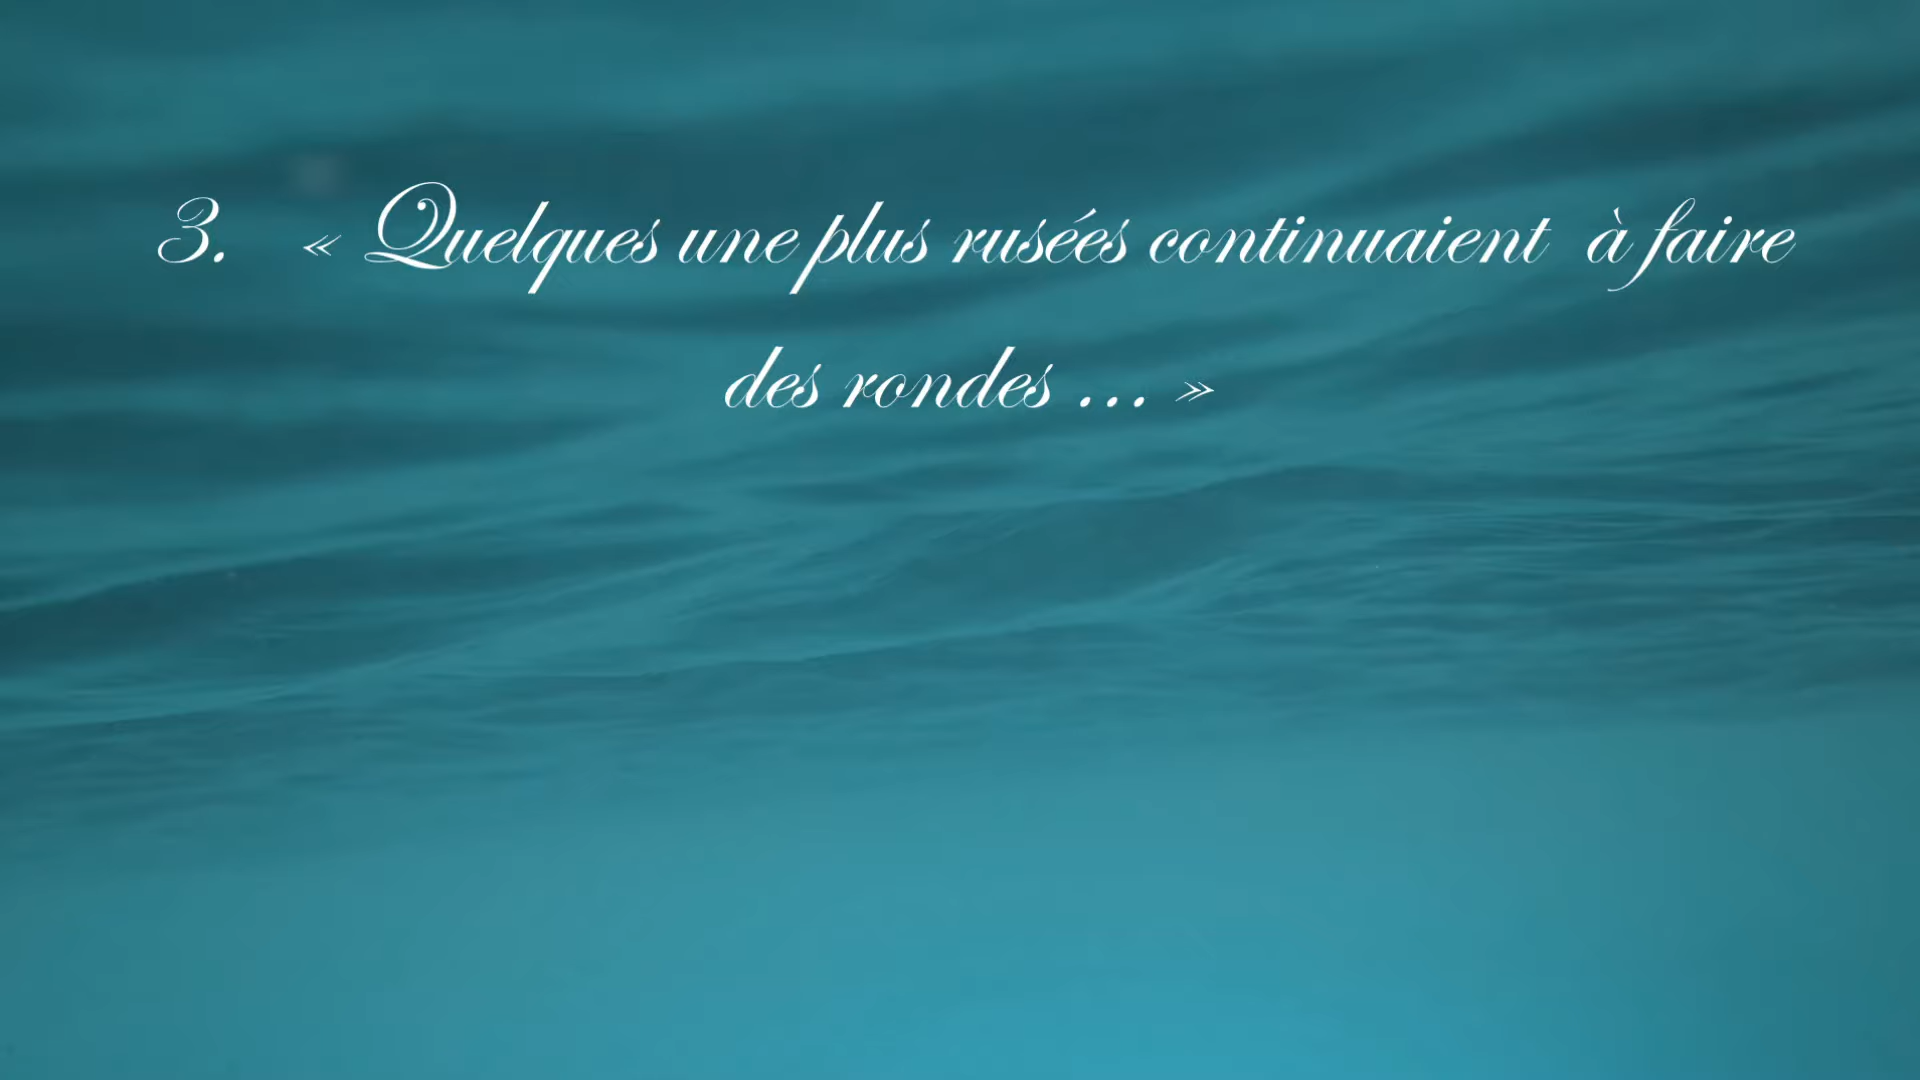 3. « Quelques une plus rusées continuaient à faire
des rondes ... »